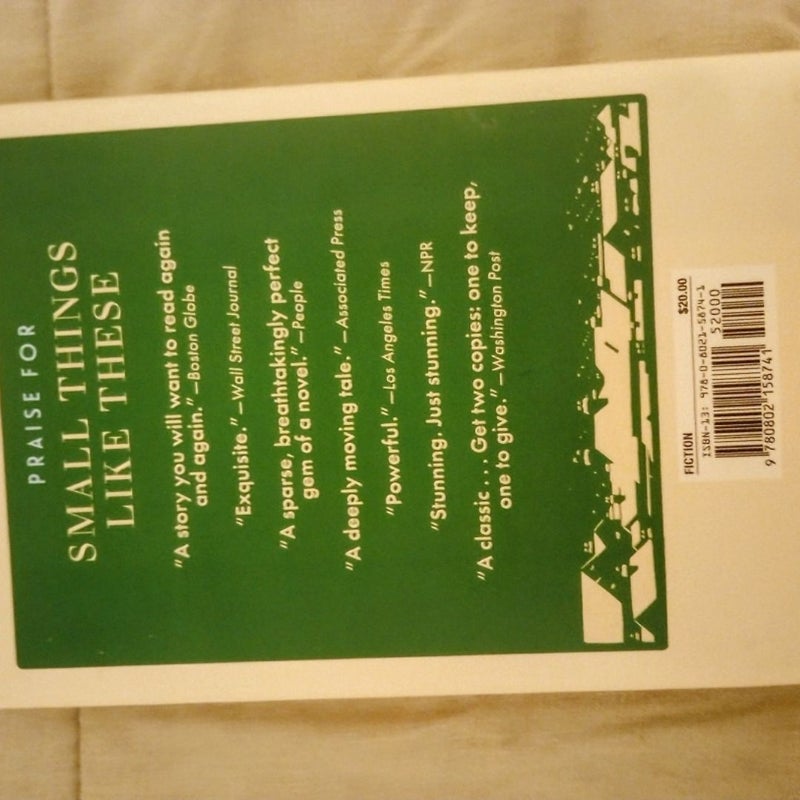 PRAISE FOR
SMALL THINGS
LIKE THESE
“A story you will want to read again
and again.” —Boston Globe
“Exquisite.” —Wall Street Journal
“A sparse, breathtakingly perfect
gem of a novel.” —People
“A deeply moving tale.” —Associated Press
“Powerful.” —Los Angeles Times
“Stunning. Just stunning.” —NPR
“A classic . . . Get two copies: one to keep,
one to give.” —Washington Post
FICTION $20.00
ISBN-13: 978-0-8021-5874-1
52000
9 780802 158741